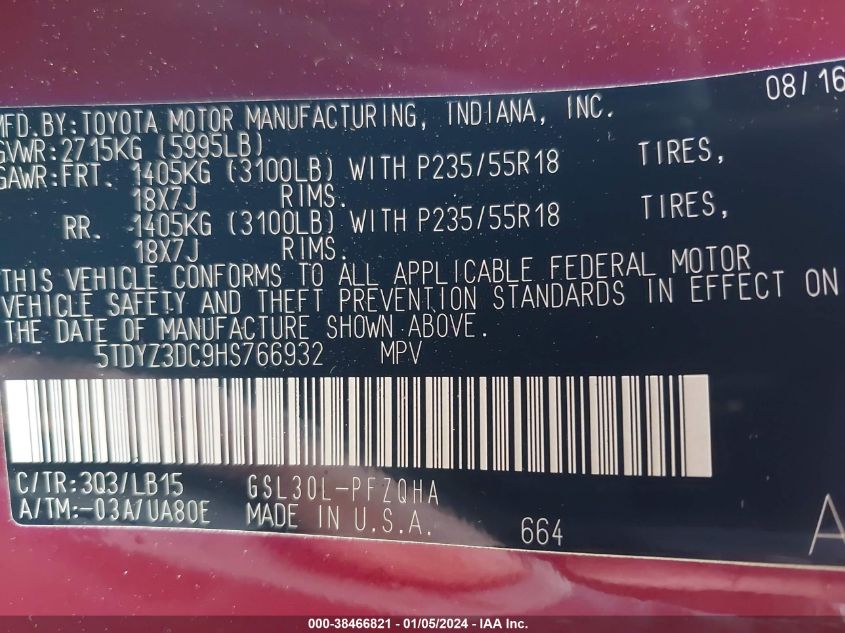 08/16
MFD.BY:TOYOTA MOTOR MANUFACTURING, INDIANA, INC.
GVWR:2715KG (5995LB)
GAWR:FRT. 1405KG (3100LB) WITH P235/55R18 TIRES,
18X7J RIMS.
RR. 1405KG (3100LB) WITH P235/55R18 TIRES,
18X7J RIMS.
THIS VEHICLE CONFORMS TO ALL APPLICABLE FEDERAL MOTOR
VEHICLE SAFETY AND THEFT PREVENTION STANDARDS IN EFFECT ON
THE DATE OF MANUFACTURE SHOWN ABOVE.
5TDYZ3DC9HS766932 MPV
C/TR:3Q3/LB15 GSL30L-PFZQHA
A/TM:-03A/UA80E MADE IN U.S.A. 664 A
000-38466821 - 01/05/2024 - IAA Inc.